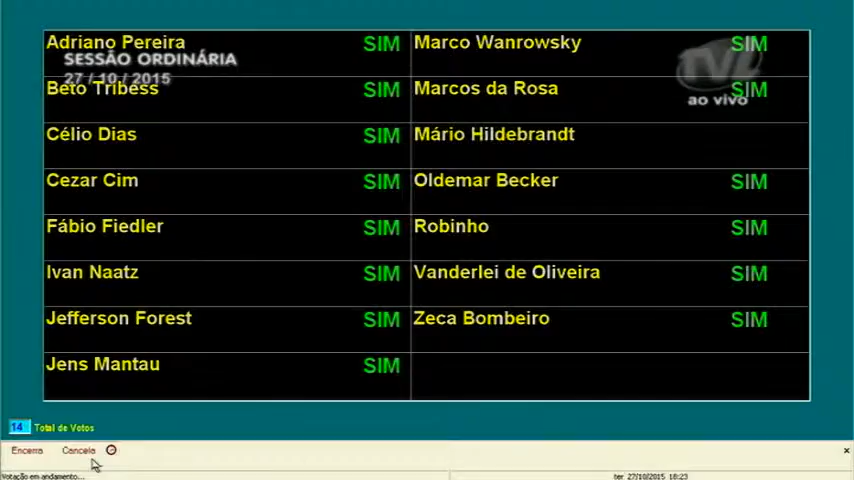 Adriano Pereira SIM Marco Wanrowsky SIM
SESSÃO ORDINÁRIA
27/10/2015
TVL
ao vivo
Beto Tribéss SIM Marcos da Rosa SIM
Célio Dias SIM Mário Hildebrandt
Cezar Cim SIM Oldemar Becker SIM
Fábio Fiedler SIM Robinho SIM
Ivan Naatz SIM Vanderlei de Oliveira SIM
Jefferson Forest SIM Zeca Bombeiro SIM
Jens Mantau SIM
14 Total de Votos
Encerra Cancela
Votação em andamento... ter 27/10/2015 18:23